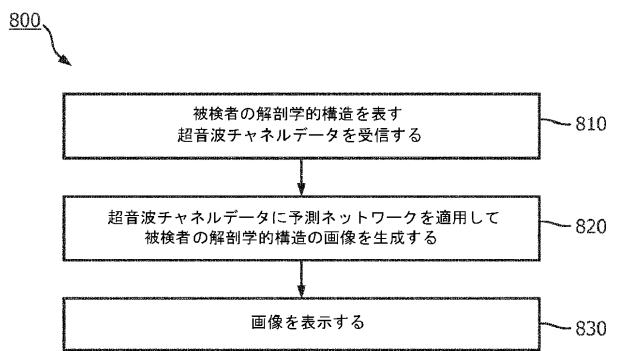 800
被検者の解剖学的構造を表す
超音波チャネルデータを受信する
810
超音波チャネルデータに予測ネットワークを適用して
被検者の解剖学的構造の画像を生成する
820
画像を表示する
830